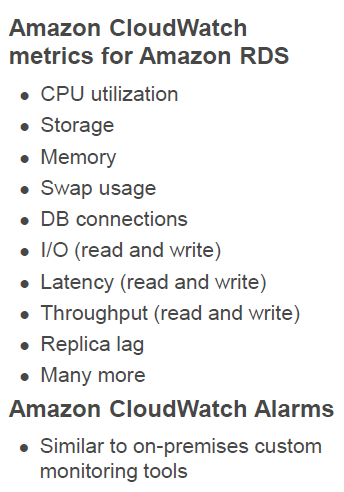 Amazon CloudWatch
metrics for Amazon RDS
● CPU utilization
● Storage
● Memory
● Swap usage
● DB connections
● I/O (read and write)
● Latency (read and write)
● Throughput (read and write)
● Replica lag
● Many more
Amazon CloudWatch Alarms
● Similar to on-premises custom
monitoring tools